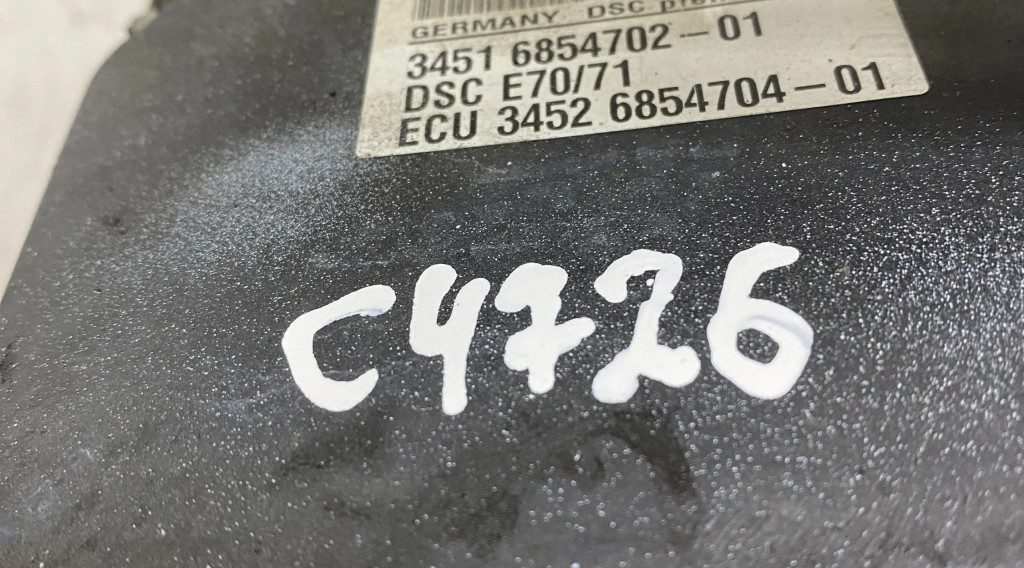 GERMANY DSC
3451 6854702-01
DSC E70/71
ECU 3452 6854704-01
C4726